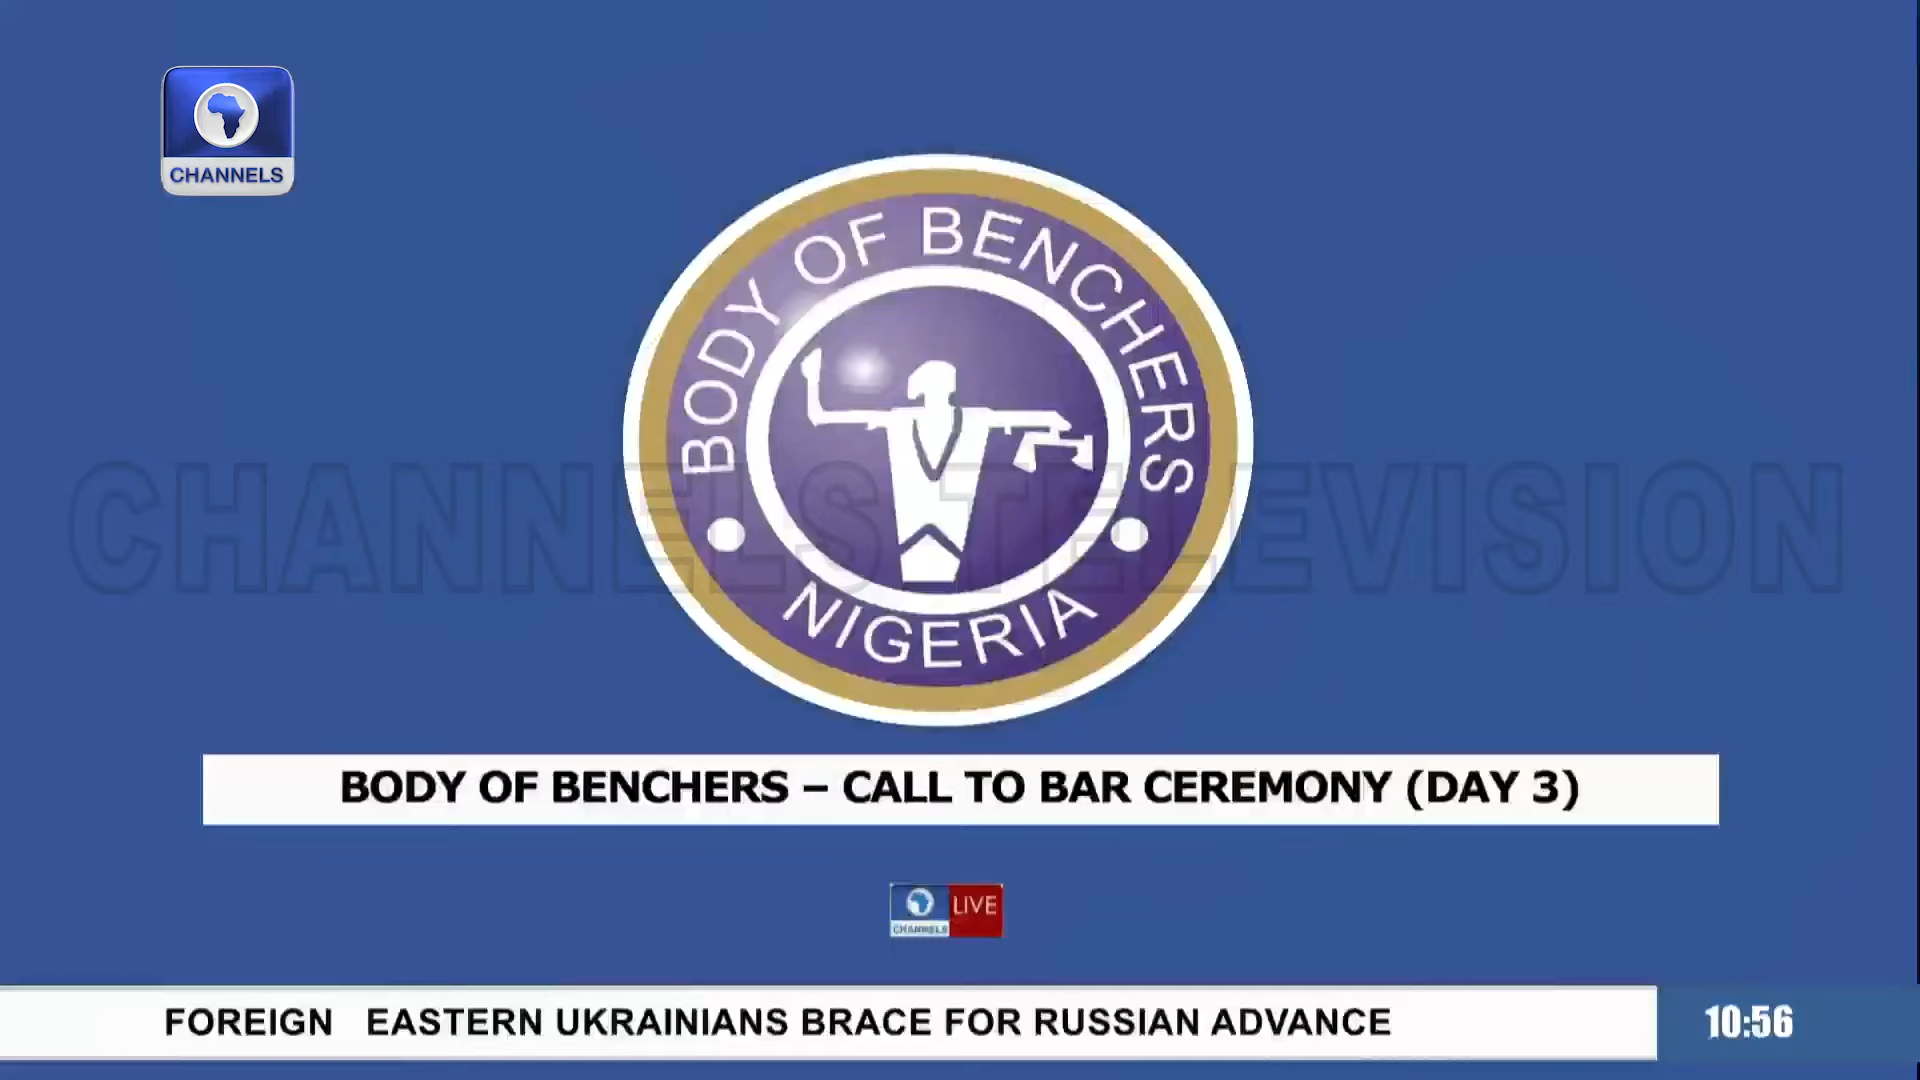 CHANNELS
BODY OF BENCHERS
NIGERIA
CHANNELS TELEVISION
BODY OF BENCHERS – CALL TO BAR CEREMONY (DAY 3)
CHANNELS
LIVE
FOREIGN EASTERN UKRAINIANS BRACE FOR RUSSIAN ADVANCE
10:56